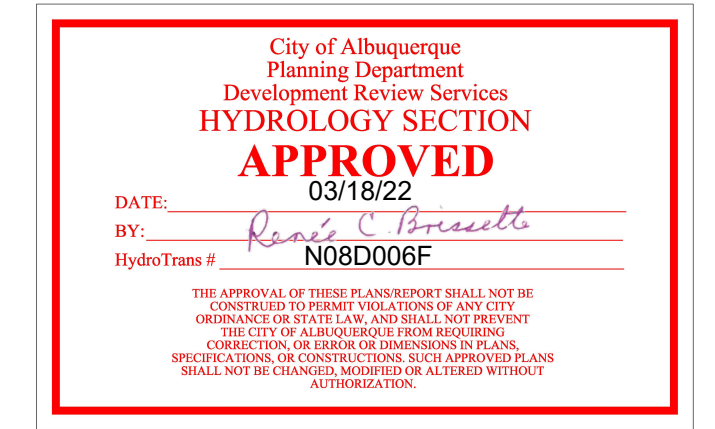 City of Albuquerque
Planning Department
Development Review Services
HYDROLOGY SECTION
APPROVED
DATE: 03/18/22
BY: Renée C. Brissette
HydroTrans # N08D006F
THE APPROVAL OF THESE PLANS/REPORT SHALL NOT BE
CONSTRUED TO PERMIT VIOLATIONS OF ANY CITY
ORDINANCE OR STATE LAW, AND SHALL NOT PREVENT
THE CITY OF ALBUQUERQUE FROM REQUIRING
CORRECTION, OR ERROR OR DIMENSIONS IN PLANS,
SPECIFICATIONS, OR CONSTRUCTIONS. SUCH APPROVED PLANS
SHALL NOT BE CHANGED, MODIFIED OR ALTERED WITHOUT
AUTHORIZATION.